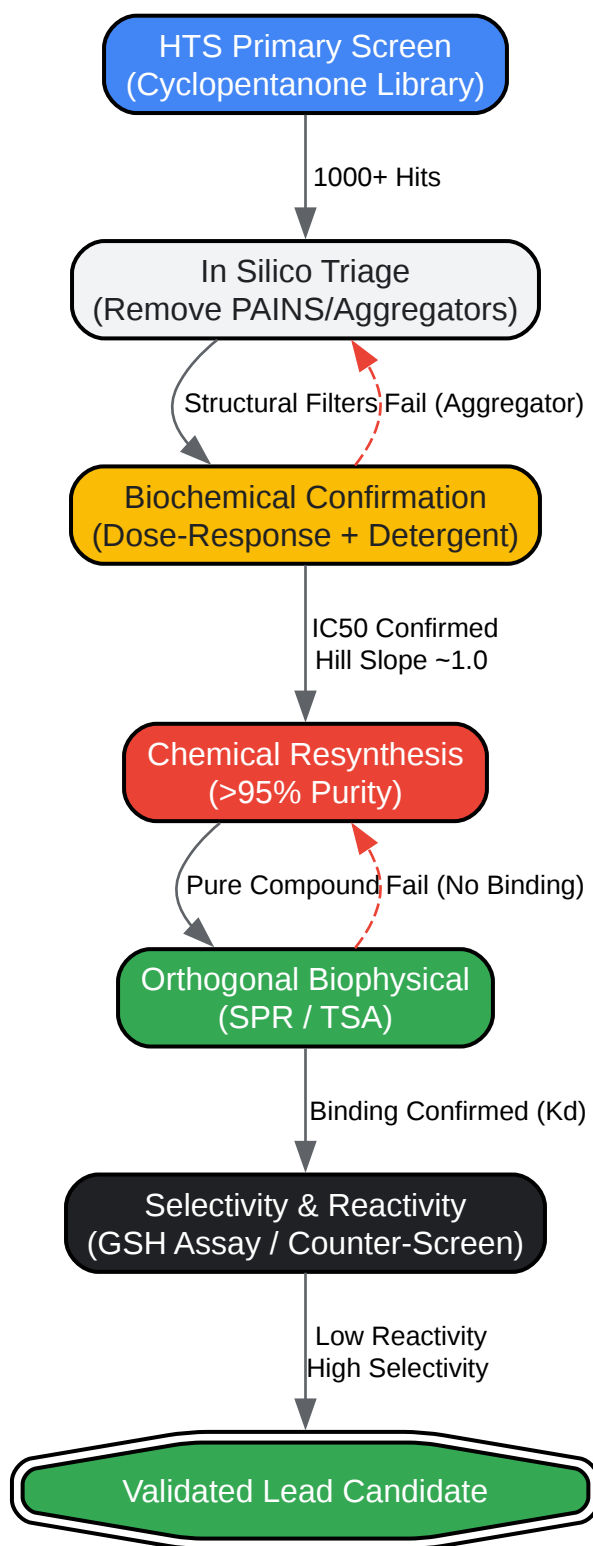 HTS Primary Screen
(Cyclopentanone Library)
1000+ Hits
In Silico Triage
(Remove PAINS/Aggregators)
Structural Filters
Fail (Aggregator)
Biochemical Confirmation
(Dose-Response + Detergent)
IC50 Confirmed
Hill Slope ~1.0
Chemical Resynthesis
(>95% Purity)
Pure Compound
Fail (No Binding)
Orthogonal Biophysical
(SPR / TSA)
Binding Confirmed (Kd)
Selectivity & Reactivity
(GSH Assay / Counter-Screen)
Low Reactivity
High Selectivity
Validated Lead Candidate